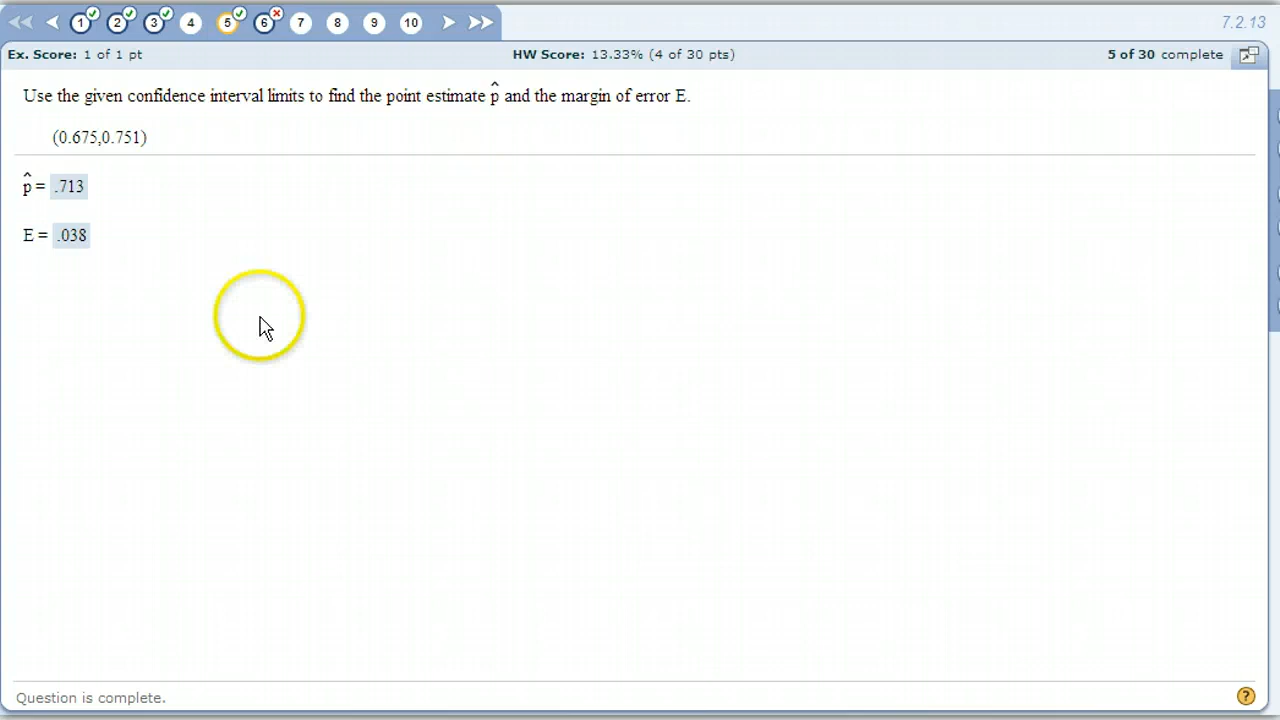 1 2 3 4 5 6 7 8 9 10 7.2.13
Ex. Score: 1 of 1 pt HW Score: 13.33% (4 of 30 pts) 5 of 30 complete
Use the given confidence interval limits to find the point estimate p̂ and the margin of error E.
(0.675,0.751)
p̂ = .713
E = .038
Question is complete. ?